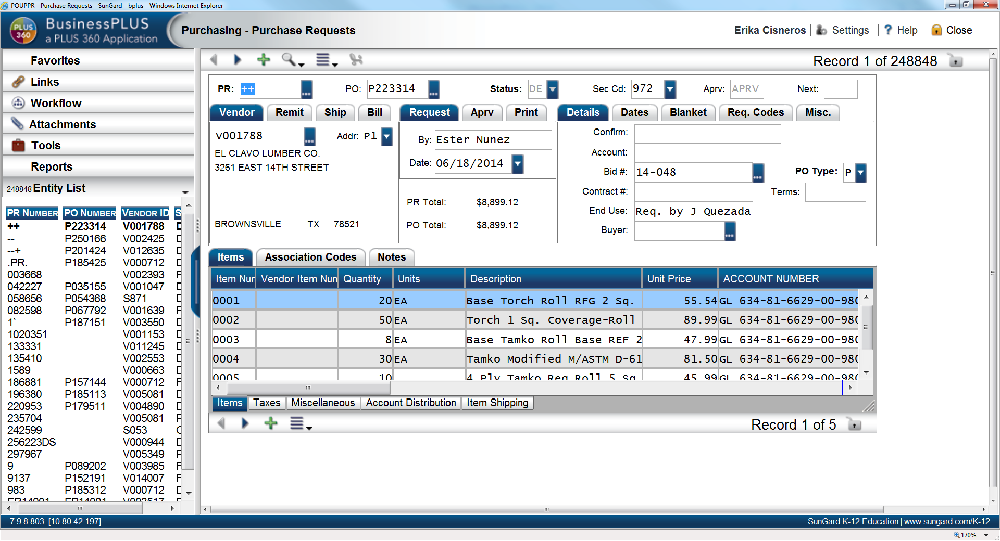 POUPPR - Purchase Requests - SunGard - bplus - Windows Internet Explorer
PLUS 360
BusinessPLUS
a PLUS 360 Application
Purchasing - Purchase Requests
Erika Cisneros Settings Help Close
Favorites
Links
Workflow
Attachments
Tools
Reports
248848 Entity List
PR NUMBER PO NUMBER VENDOR ID S
++ P223314 V001788 D
-- P250166 V002425 D
--+ P201424 V012635 D
.PR. P185425 V000712 D
003668 V002393 F
042227 P035155 V001047 D
058656 P054368 S871 D
082598 P067792 V001639 F
1` P187151 V003550 D
1020351 V001153 D
133331 V011245 D
135410 V002553 D
1589 V000663 D
186881 P157144 V000712 F
196380 P185113 V005081 D
220953 P179511 V004890 D
235704 V005081 F
242599 S053 C
256223DS V000944 D
297967 V005349 F
9 P089202 V003985 F
9137 P152191 V014007 F
983 P185312 V000712 D
Record 1 of 248848
PR: ++ PO: P223314 Status: DE Sec Cd: 972 Aprv: APRV Next:
Vendor Remit Ship Bill Request Aprv Print Details Dates Blanket Req. Codes Misc.
V001788 Addr: P1
EL CLAVO LUMBER CO.
3261 EAST 14TH STREET
BROWNSVILLE TX 78521
By: Ester Nunez
Date: 06/18/2014
PR Total: $8,899.12
PO Total: $8,899.12
Confirm:
Account:
Bid #: 14-048 PO Type: P
Contract #: Terms:
End Use: Req. by J Quezada
Buyer:
Items Association Codes Notes
Item Nur Vendor Item Nun Quantity Units Description Unit Price ACCOUNT NUMBER
0001 20 EA Base Torch Roll RFG 2 Sq. 55.54 GL 634-81-6629-00-980
0002 50 EA Torch 1 Sq. Coverage-Roll 89.99 GL 634-81-6629-00-980
0003 8 EA Base Tamko Roll Base REF 2 47.99 GL 634-81-6629-00-980
0004 30 EA Tamko Modified M/ASTM D-61 81.50 GL 634-81-6629-00-980
0005 10 4 Ply Tamko Reg Roll 5 Sq 45.99 GL 634-81-6629-00-980
Items Taxes Miscellaneous Account Distribution Item Shipping
Record 1 of 5
7.9.8.803 [10.80.42.197]
SunGard K-12 Education | www.sungard.com/K-12
170%